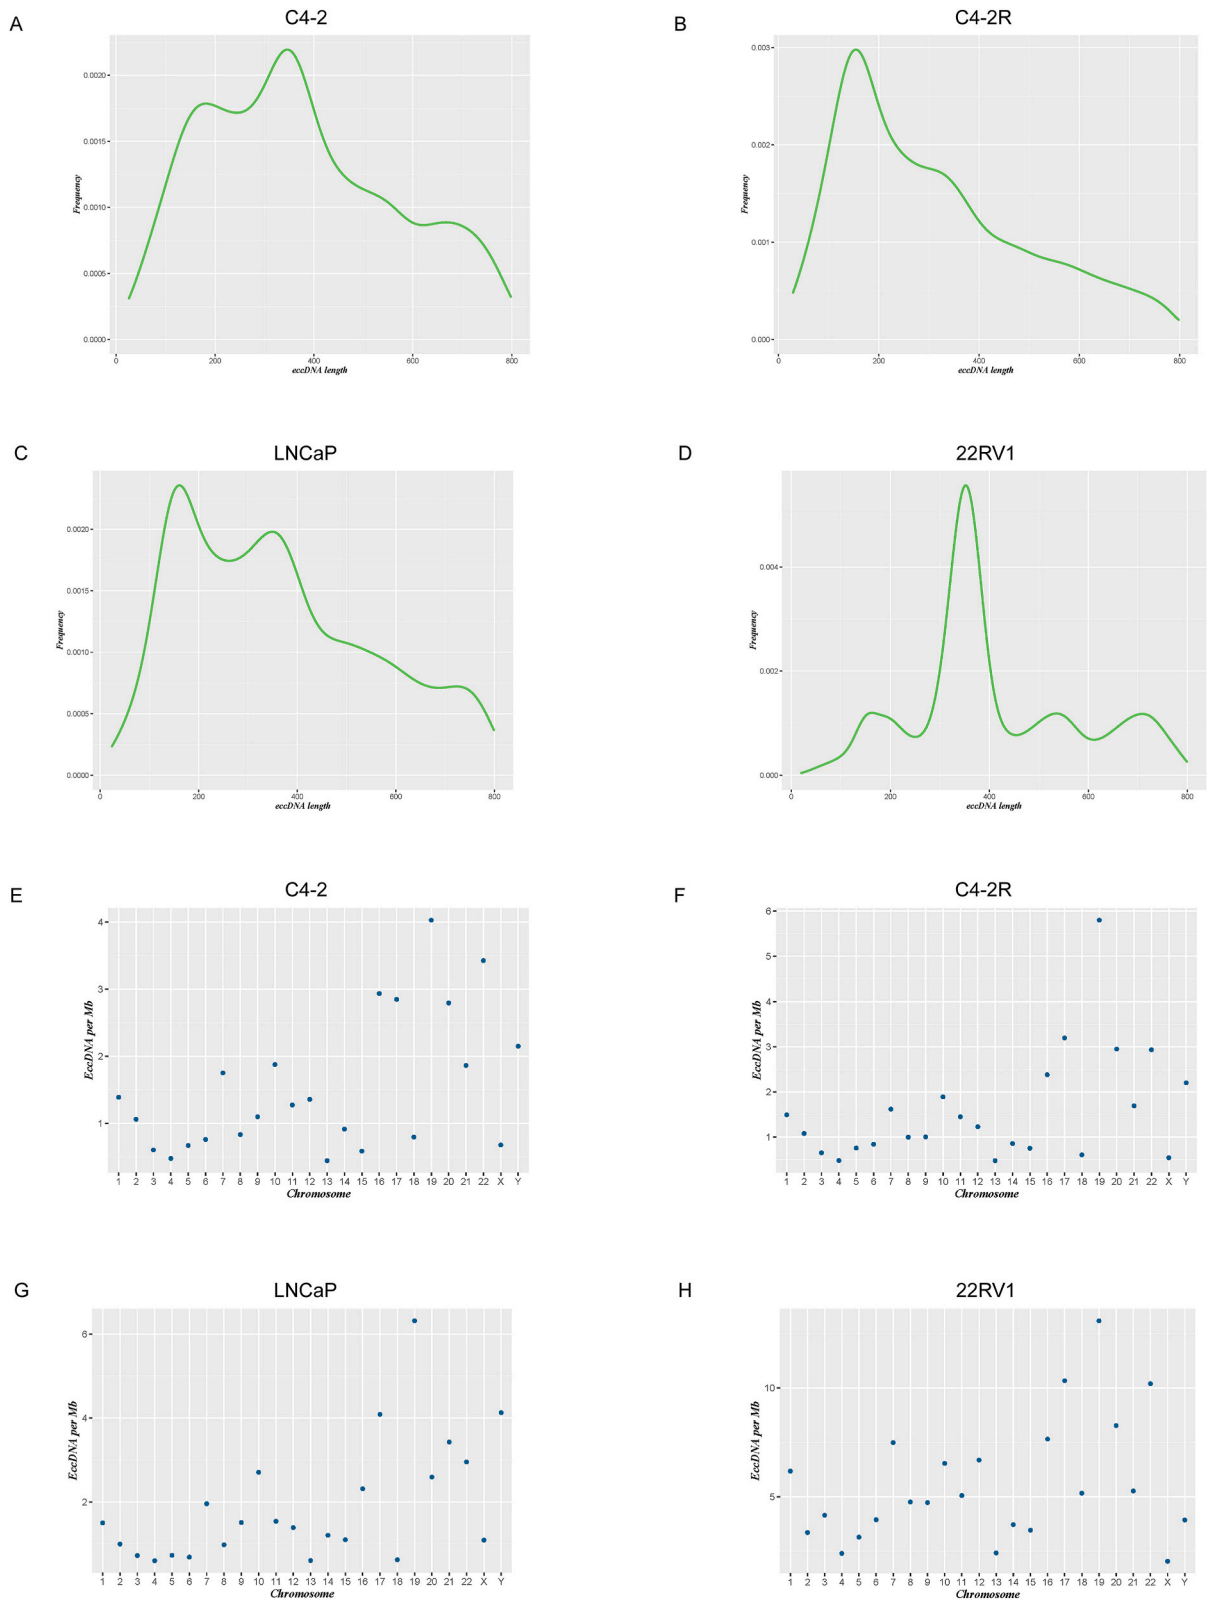 A
C4-2
0.0020
0.0015
0.0010
0.0005
0.0000
Frequency
0 200 400 600 800
eccDNA length
B
C4-2R
0.003
0.002
0.001
0.000
Frequency
0 200 400 600 800
eccDNA length
C
LNCaP
0.0020
0.0015
0.0010
0.0005
0.0000
Frequency
0 200 400 600 800
eccDNA length
D
22RV1
0.004
0.002
0.000
Frequency
0 200 400 600 800
eccDNA length
E
C4-2
4
3
2
1
EccDNA per Mb
1 2 3 4 5 6 7 8 9 10 11 12 13 14 15 16 17 18 19 20 21 22 X Y
Chromosome
F
C4-2R
6
5
4
3
2
1
EccDNA per Mb
1 2 3 4 5 6 7 8 9 10 11 12 13 14 15 16 17 18 19 20 21 22 X Y
Chromosome
G
LNCaP
6
4
2
EccDNA per Mb
1 2 3 4 5 6 7 8 9 10 11 12 13 14 15 16 17 18 19 20 21 22 X Y
Chromosome
H
22RV1
10
5
EccDNA per Mb
1 2 3 4 5 6 7 8 9 10 11 12 13 14 15 16 17 18 19 20 21 22 X Y
Chromosome